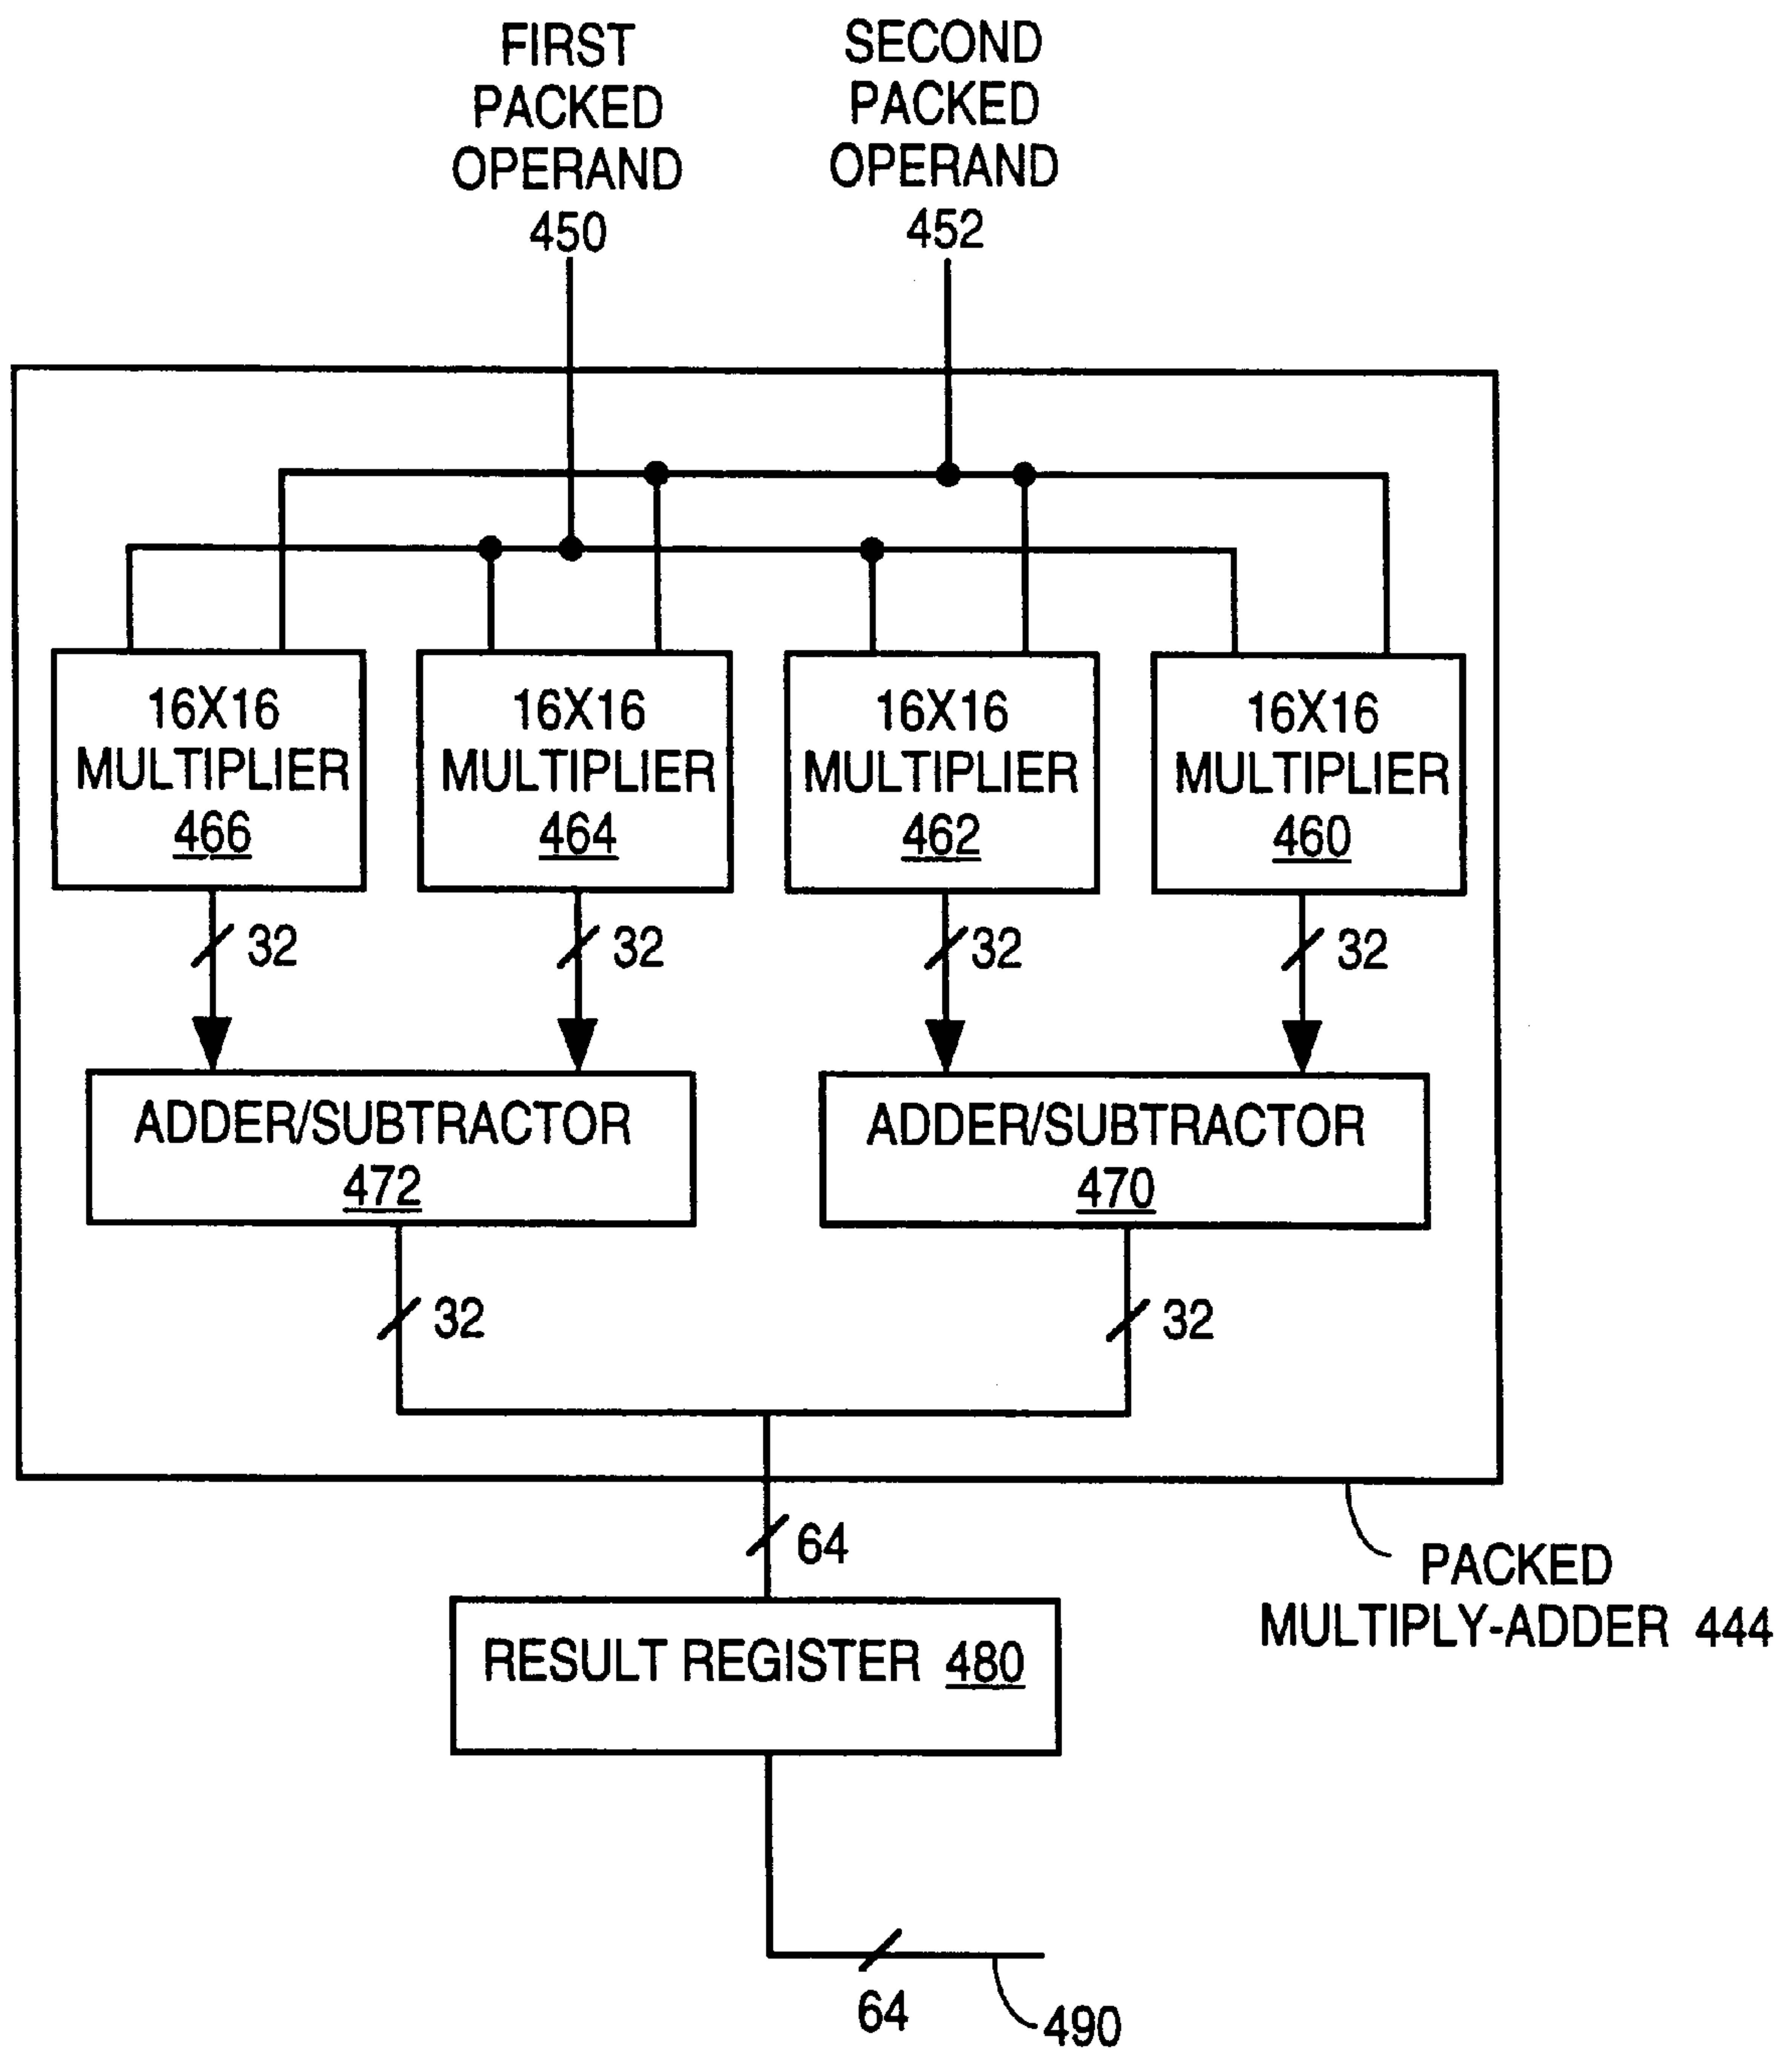 FIRST
PACKED
OPERAND
450
SECOND
PACKED
OPERAND
452
16X16
MULTIPLIER
466
16X16
MULTIPLIER
464
16X16
MULTIPLIER
462
16X16
MULTIPLIER
460
32
32
32
32
ADDER/SUBTRACTOR
472
ADDER/SUBTRACTOR
470
32
32
64
PACKED
MULTIPLY-ADDER 444
RESULT REGISTER 480
64
490